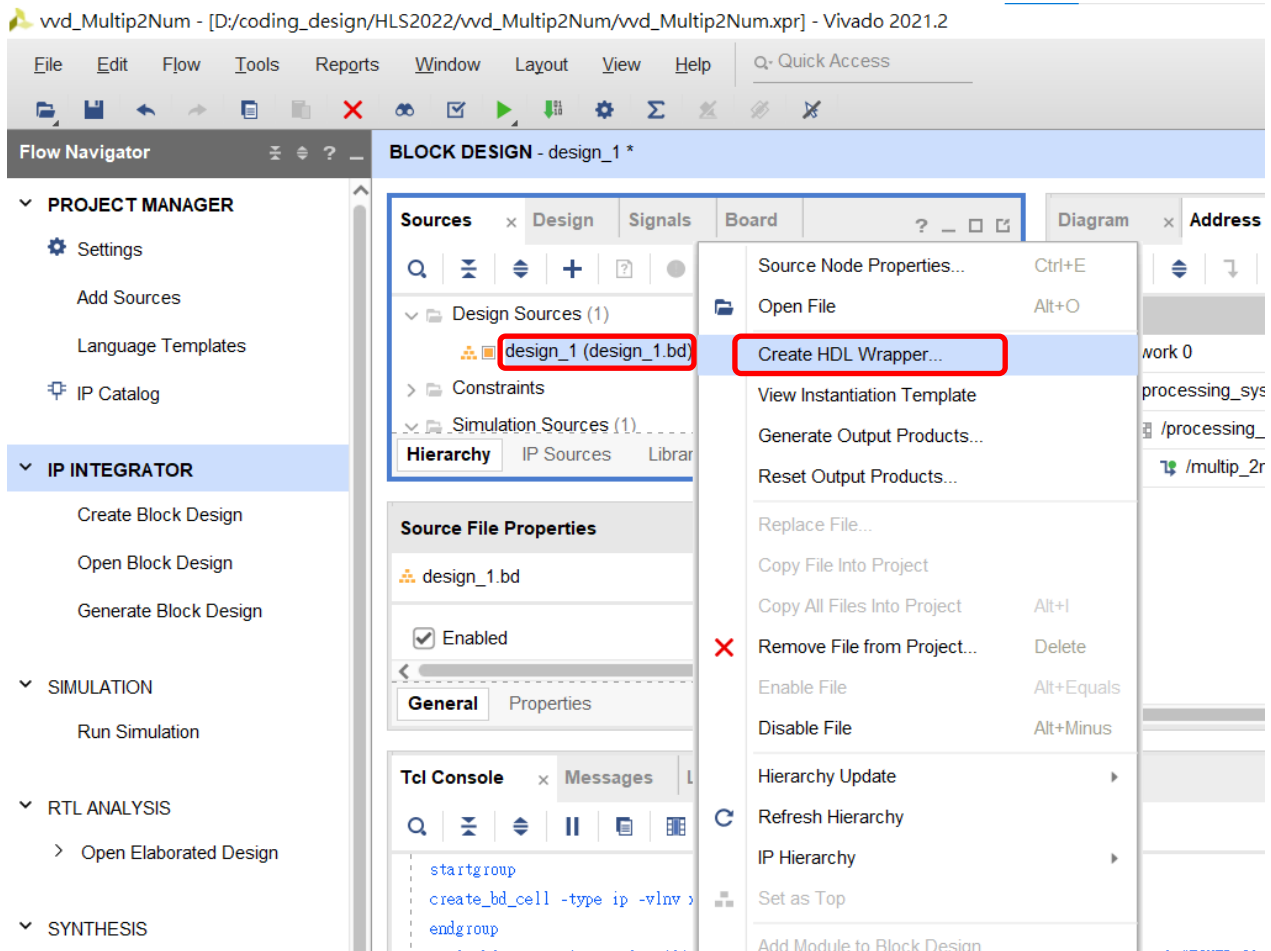 vvd_Multip2Num - [D:/coding_design/HLS2022/vvd_Multip2Num/vvd_Multip2Num.xpr] - Vivado 2021.2
File Edit Flow Tools Reports Window Layout View Help Quick Access
Flow Navigator
PROJECT MANAGER
Settings
Add Sources
Language Templates
IP Catalog
IP INTEGRATOR
Create Block Design
Open Block Design
Generate Block Design
SIMULATION
Run Simulation
RTL ANALYSIS
Open Elaborated Design
SYNTHESIS
BLOCK DESIGN - design_1 *
Sources Design Signals Board
Design Sources (1)
design_1 (design_1.bd)
Constraints
Simulation Sources (1)
Hierarchy IP Sources Librar
Source File Properties
design_1.bd
Enabled
General Properties
Tcl Console Messages L
startgroup
create_bd_cell -type ip -vlnv x
endgroup
Source Node Properties... Ctrl+E
Open File Alt+O
Create HDL Wrapper...
View Instantiation Template
Generate Output Products...
Reset Output Products...
Replace File...
Copy File Into Project
Copy All Files Into Project Alt+I
Remove File from Project... Delete
Enable File Alt+Equals
Disable File Alt+Minus
Hierarchy Update
Refresh Hierarchy
IP Hierarchy
Set as Top
Add Module to Block Design
Diagram Address
work 0
processing_sys
/processing_
/multip_2n